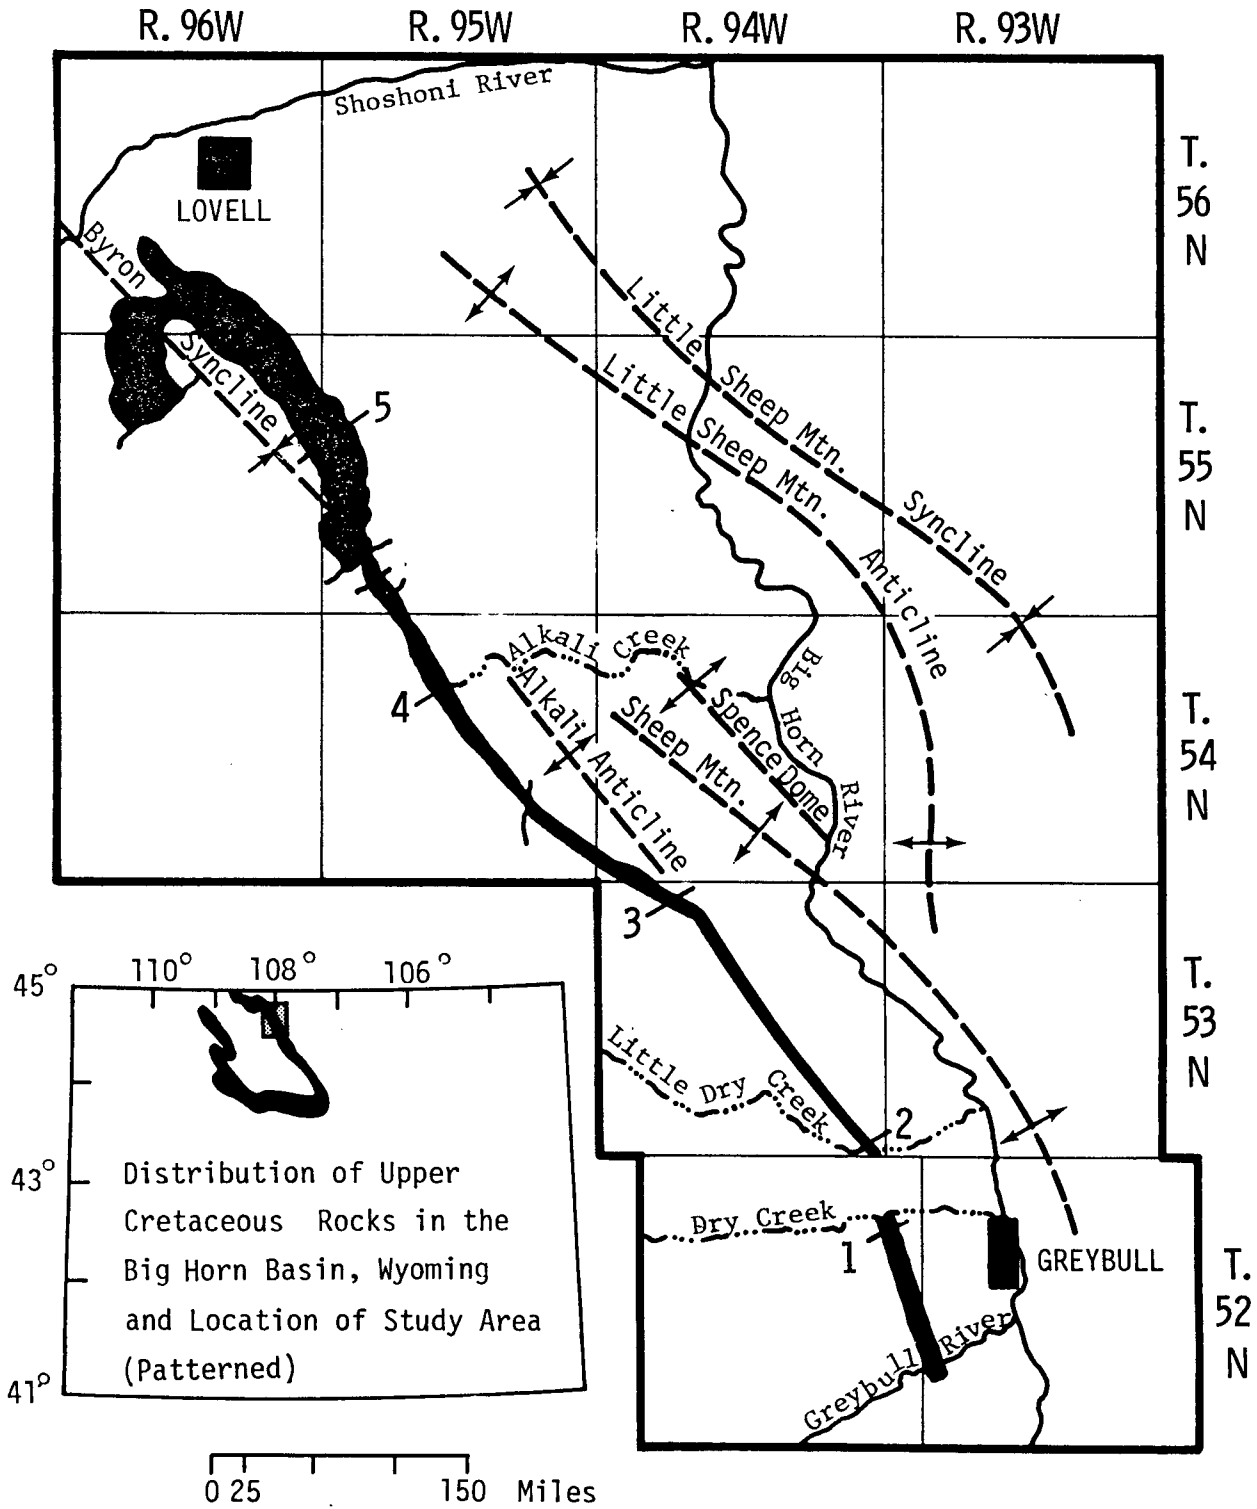 R. 96W R. 95W R. 94W R. 93W
Shoshoni River
LOVELL
T.
56
N
Byron Syncline
Little Sheep Mtn. Syncline
Little Sheep Mtn. Anticline
5
T.
55
N
Alkali Creek
Big Horn River
Alkali Anticline
Sheep Mtn.
Spence Dome
4
T.
54
N
3
T.
53
N
Little Dry Creek
2
Dry Creek
1
GREYBULL
Greybull River
T.
52
N
110° 108° 106°
45°
43°
41°
Distribution of Upper
Cretaceous Rocks in the
Big Horn Basin, Wyoming
and Location of Study Area
(Patterned)
0 25 150 Miles